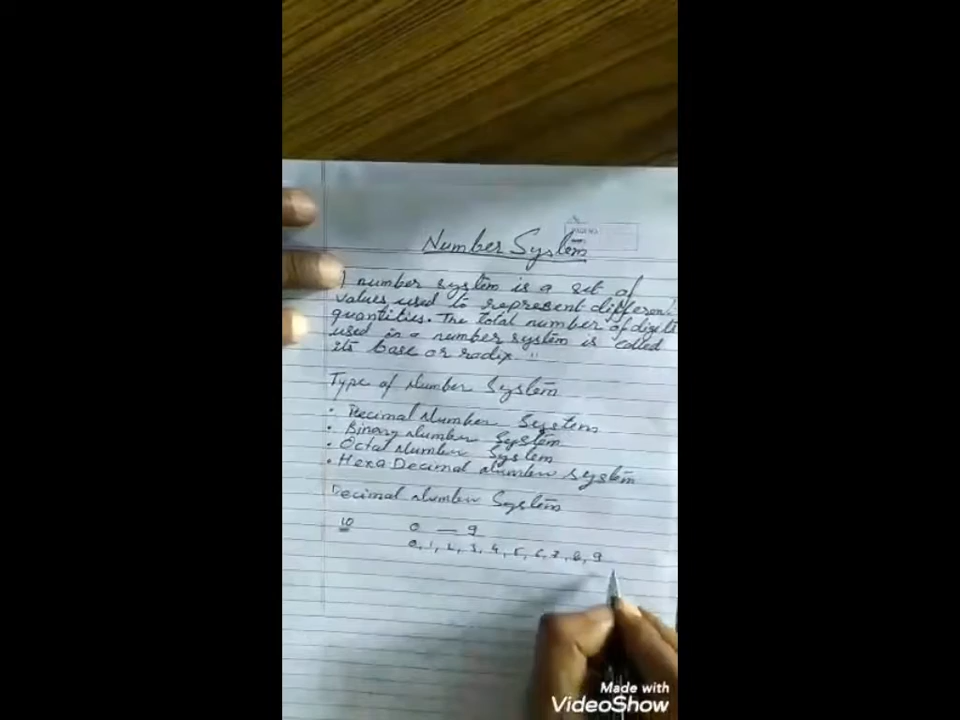 Number System
A number system is a set of
values used to represent different
quantities. The total number of digits
used in a number system is called
its base or radix "
Type of Number System
• Decimal Number System
• Binary Number System
• Octal Number System
• Hexa Decimal Number system
Decimal Number System
10 0 — 9
0, 1, 2, 3, 4, 5, 6, 7, 8, 9
Made with
VideoShow